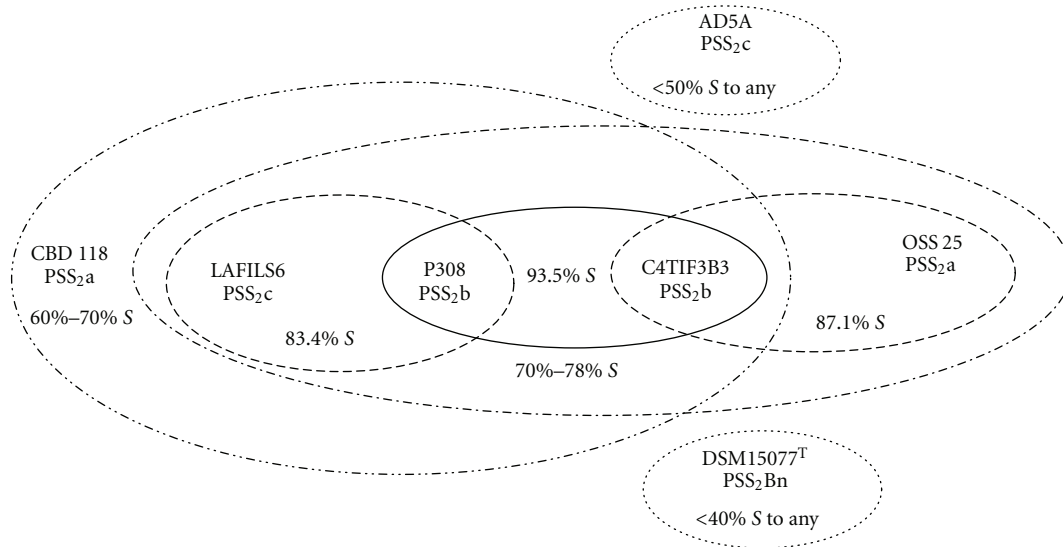 AD5A
PSS₂c
<50% S to any
CBD 118
PSS₂a
60%–70% S
LAFILS6
PSS₂c
83.4% S
P308
PSS₂b
93.5% S
70%–78% S
C4TIF3B3
PSS₂b
OSS 25
PSS₂a
87.1% S
DSM15077ᵀ
PSS₂Bn
<40% S to any